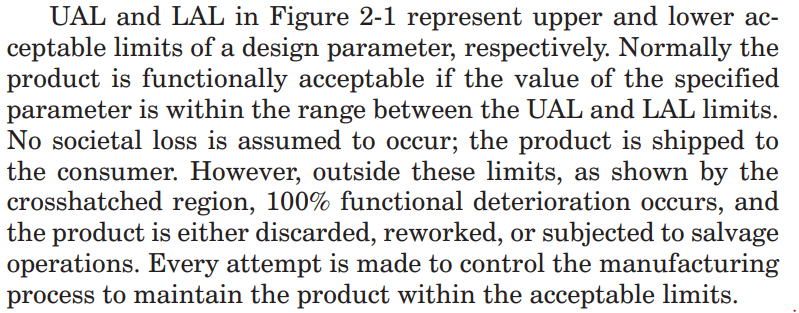 UAL and LAL in Figure 2-1 represent upper and lower ac-
ceptable limits of a design parameter, respectively. Normally the
product is functionally acceptable if the value of the specified
parameter is within the range between the UAL and LAL limits.
No societal loss is assumed to occur; the product is shipped to
the consumer. However, outside these limits, as shown by the
crosshatched region, 100% functional deterioration occurs, and
the product is either discarded, reworked, or subjected to salvage
operations. Every attempt is made to control the manufacturing
process to maintain the product within the acceptable limits.